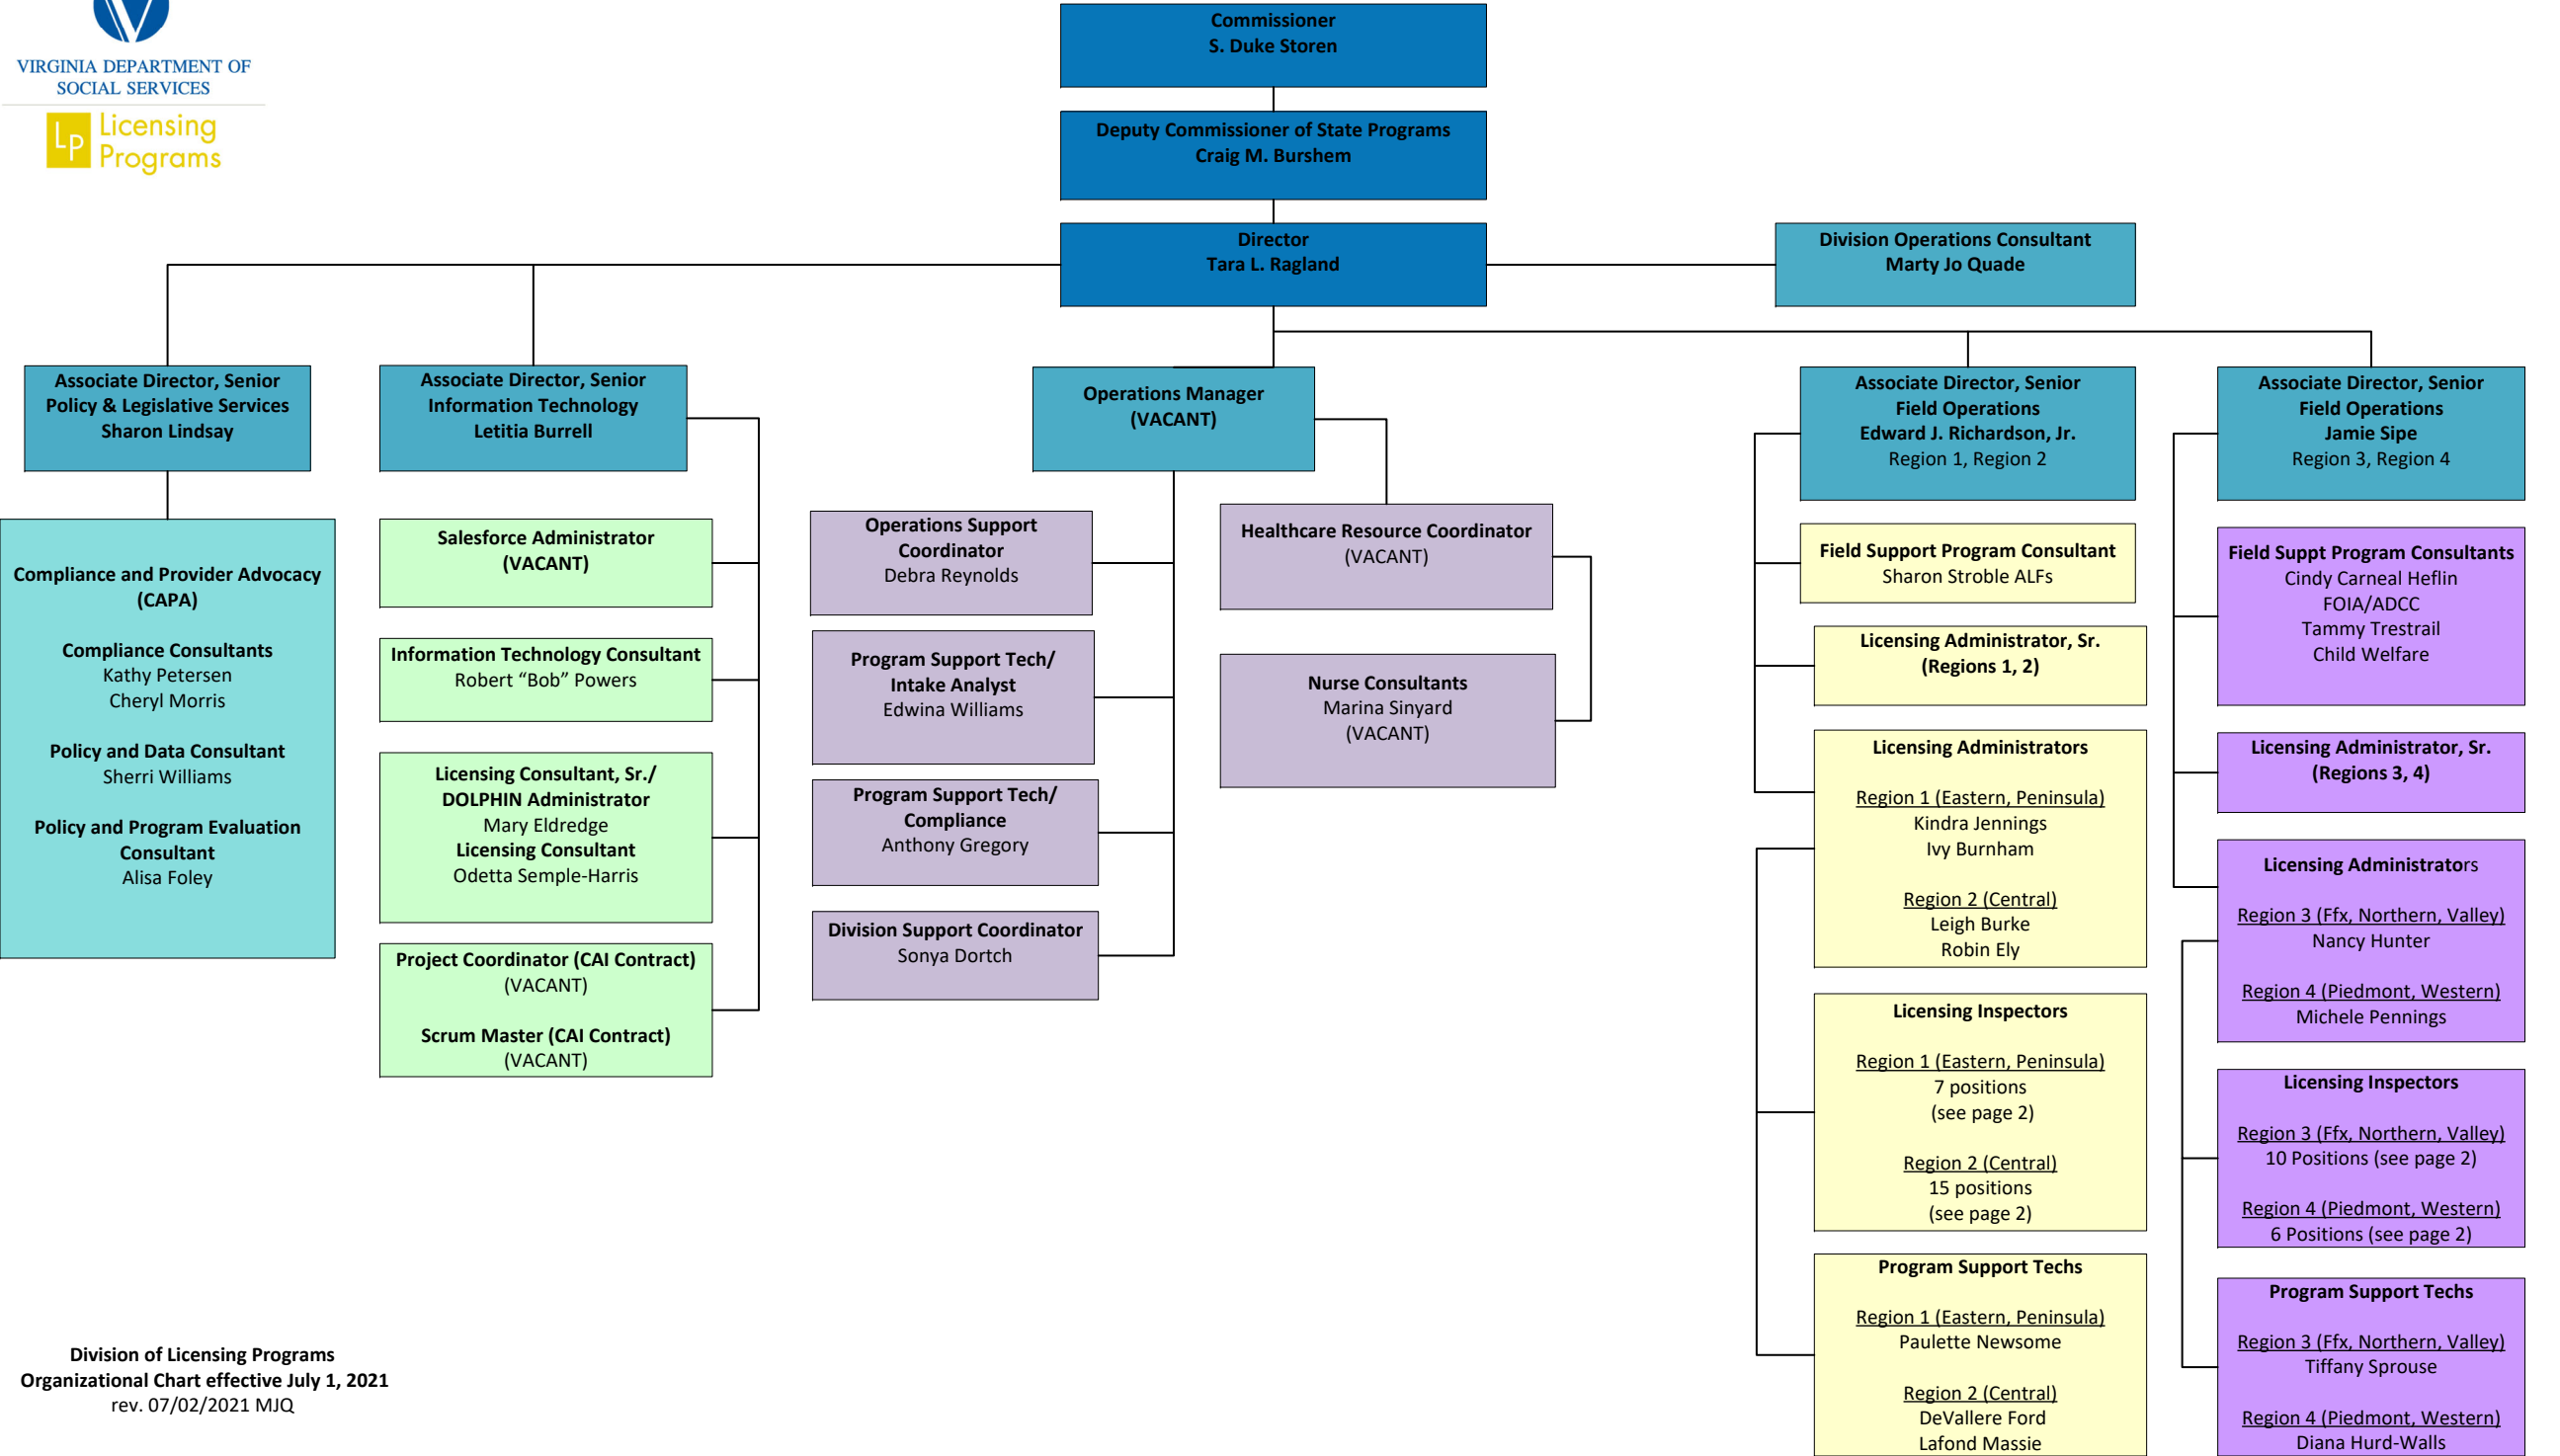 VIRGINIA DEPARTMENT OF
SOCIAL SERVICES
LP Licensing
Programs
Commissioner
S. Duke Storen
Deputy Commissioner of State Programs
Craig M. Burshem
Director
Tara L. Ragland
Division Operations Consultant
Marty Jo Quade
Associate Director, Senior
Policy & Legislative Services
Sharon Lindsay
Compliance and Provider Advocacy
(CAPA)
Compliance Consultants
Kathy Petersen
Cheryl Morris
Policy and Data Consultant
Sherri Williams
Policy and Program Evaluation
Consultant
Alisa Foley
Associate Director, Senior
Information Technology
Letitia Burrell
Salesforce Administrator
(VACANT)
Information Technology Consultant
Robert “Bob” Powers
Licensing Consultant, Sr./
DOLPHIN Administrator
Mary Eldredge
Licensing Consultant
Odetta Semple-Harris
Project Coordinator (CAI Contract)
(VACANT)
Scrum Master (CAI Contract)
(VACANT)
Operations Manager
(VACANT)
Operations Support
Coordinator
Debra Reynolds
Program Support Tech/
Intake Analyst
Edwina Williams
Program Support Tech/
Compliance
Anthony Gregory
Division Support Coordinator
Sonya Dortch
Healthcare Resource Coordinator
(VACANT)
Nurse Consultants
Marina Sinyard
(VACANT)
Associate Director, Senior
Field Operations
Edward J. Richardson, Jr.
Region 1, Region 2
Field Support Program Consultant
Sharon Stroble ALFs
Licensing Administrator, Sr.
(Regions 1, 2)
Licensing Administrators
Region 1 (Eastern, Peninsula)
Kindra Jennings
Ivy Burnham
Region 2 (Central)
Leigh Burke
Robin Ely
Licensing Inspectors
Region 1 (Eastern, Peninsula)
7 positions
(see page 2)
Region 2 (Central)
15 positions
(see page 2)
Program Support Techs
Region 1 (Eastern, Peninsula)
Paulette Newsome
Region 2 (Central)
DeVallere Ford
Lafond Massie
Associate Director, Senior
Field Operations
Jamie Sipe
Region 3, Region 4
Field Suppt Program Consultants
Cindy Carneal Heflin
FOIA/ADCC
Tammy Trestrail
Child Welfare
Licensing Administrator, Sr.
(Regions 3, 4)
Licensing Administrators
Region 3 (Ffx, Northern, Valley)
Nancy Hunter
Region 4 (Piedmont, Western)
Michele Pennings
Licensing Inspectors
Region 3 (Ffx, Northern, Valley)
10 Positions (see page 2)
Region 4 (Piedmont, Western)
6 Positions (see page 2)
Program Support Techs
Region 3 (Ffx, Northern, Valley)
Tiffany Sprouse
Region 4 (Piedmont, Western)
Diana Hurd-Walls
Division of Licensing Programs
Organizational Chart effective July 1, 2021
rev. 07/02/2021 MJQ